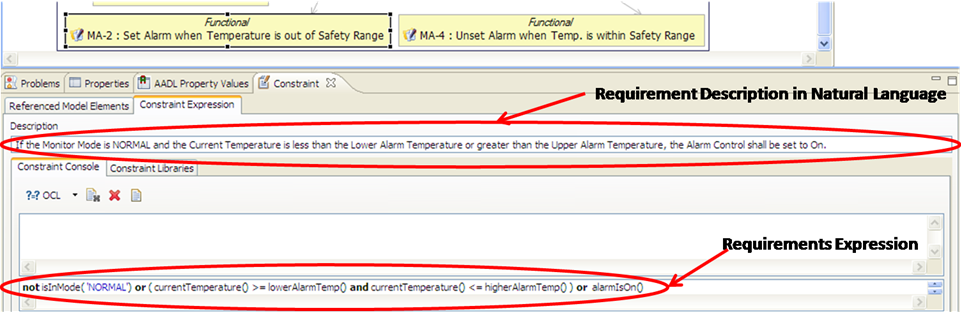 Functional
MA-2 : Set Alarm when Temperature is out of Safety Range
Functional
MA-4 : Unset Alarm when Temp. is within Safety Range
Problems Properties AADL Property Values Constraint
Referenced Model Elements Constraint Expression
Requirement Description in Natural Language
Description
If the Monitor Mode is NORMAL and the Current Temperature is less than the Lower Alarm Temperature or greater than the Upper Alarm Temperature, the Alarm Control shall be set to On.
Constraint Console Constraint Libraries
?-? OCL
Requirements Expression
not isInMode( 'NORMAL') or ( currentTemperature() >= lowerAlarmTemp() and currentTemperature() <= higherAlarmTemp() ) or alarmIsOn()